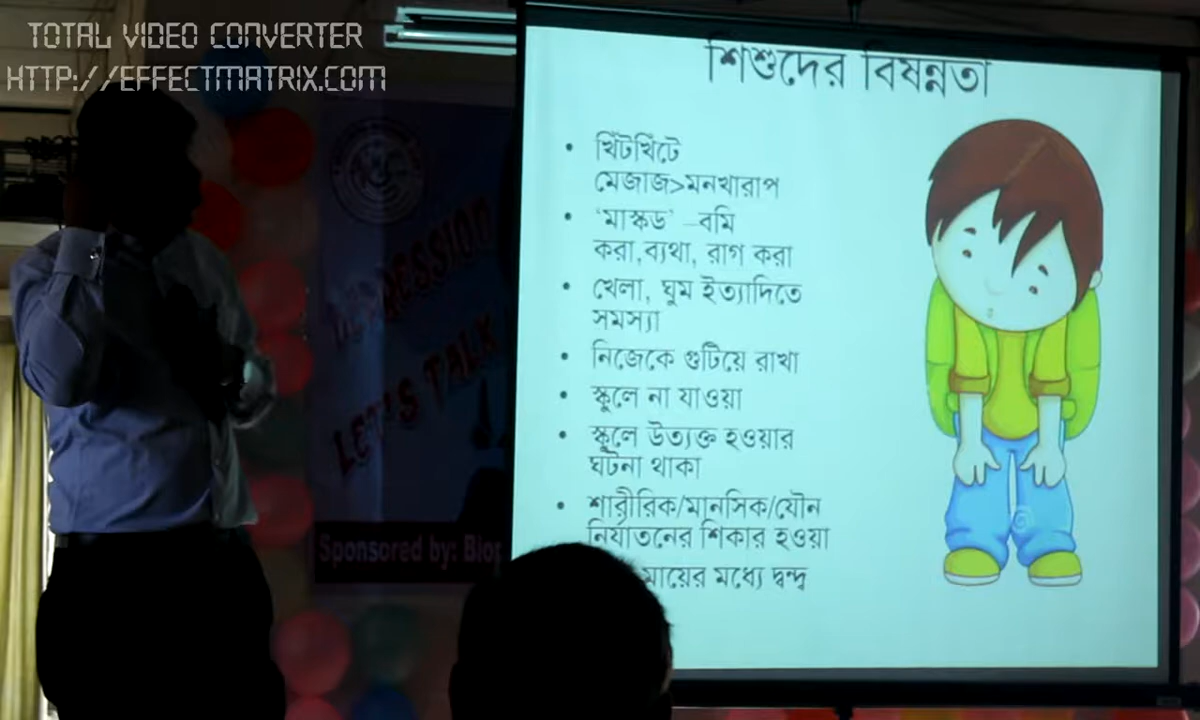 TOTAL VIDEO CONVERTER
HTTP://EFFECTMATRIX.COM
শিশুদের বিষন্নতা
• খিটখিটে
মেজাজ>মনখারাপ
• ‘মাস্কড’ –বমি
করা,ব্যথা, রাগ করা
• খেলা, ঘুম ইত্যাদিতে
সমস্যা
• নিজেকে গুটিয়ে রাখা
• স্কুলে না যাওয়া
• স্কুলে উত্যক্ত হওয়ার
ঘটনা থাকা
• শারীরিক/মানসিক/যৌন
নির্যাতনের শিকার হওয়া
মায়ের মধ্যে দ্বন্দ্ব
LET'S TALK
Sponsored by: